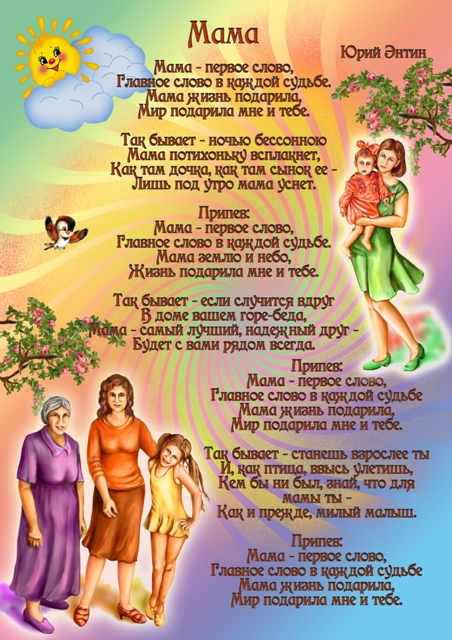 Мама
Юрий Энтин
Мама - первое слово,
Главное слово в каждой судьбе.
Мама жизнь подарила,
Мир подарила мне и тебе.
Так бывает - ночью бессонною
Мама потихоньку всплакнет,
Как там дочка, как там сынок ее -
Лишь под утро мама уснет.
Припев:
Мама - первое слово,
Главное слово в каждой судьбе.
Мама землю и небо,
Жизнь подарила мне и тебе.
Так бывает - если случится вдруг
В доме вашем горе-беда,
Мама - самый лучший, надежный друг -
Будет с вами рядом всегда.
Припев:
Мама - первое слово,
Главное слово в каждой судьбе
Мама жизнь подарила,
Мир подарила мне и тебе.
Так бывает - станешь взрослее ты
И, как птица, ввысь улетишь,
Кем бы ни был, знай, что для
мамы ты -
Как и прежде, милый малыш.
Припев:
Мама - первое слово,
Главное слово в каждой судьбе
Мама жизнь подарила,
Мир подарила мне и тебе.